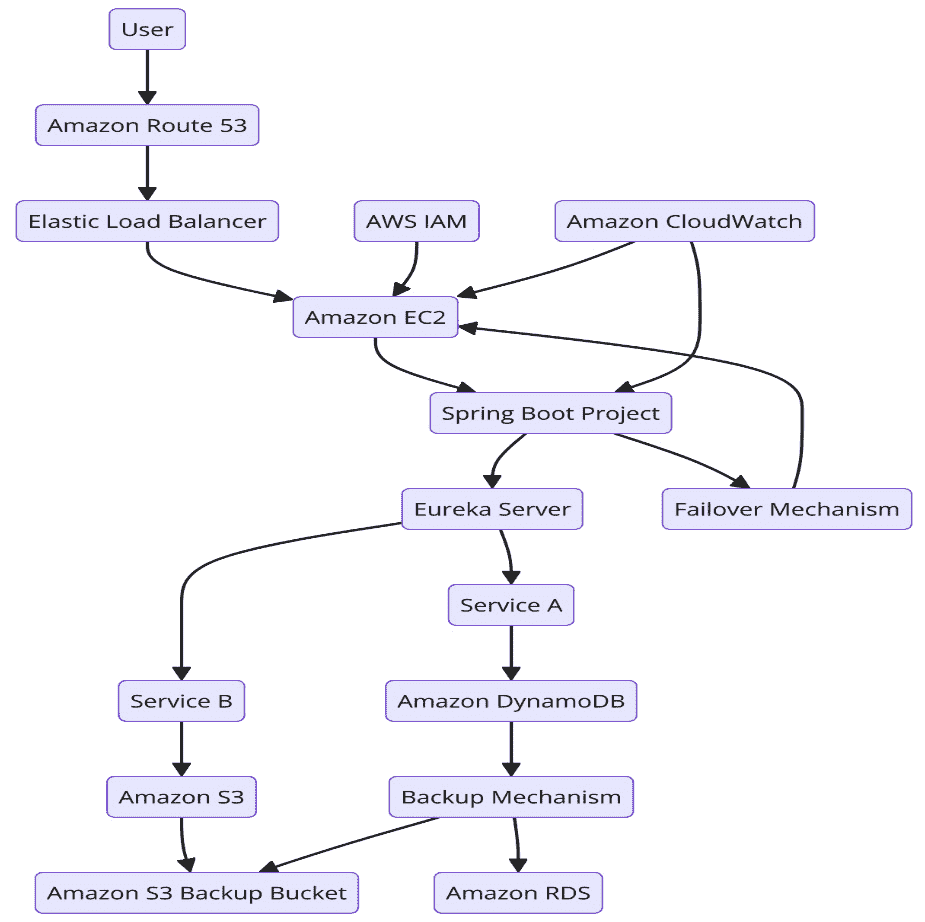 User
Amazon Route 53
Elastic Load Balancer
AWS IAM
Amazon CloudWatch
Amazon EC2
Spring Boot Project
Eureka Server
Failover Mechanism
Service A
Service B
Amazon DynamoDB
Amazon S3
Backup Mechanism
Amazon S3 Backup Bucket
Amazon RDS